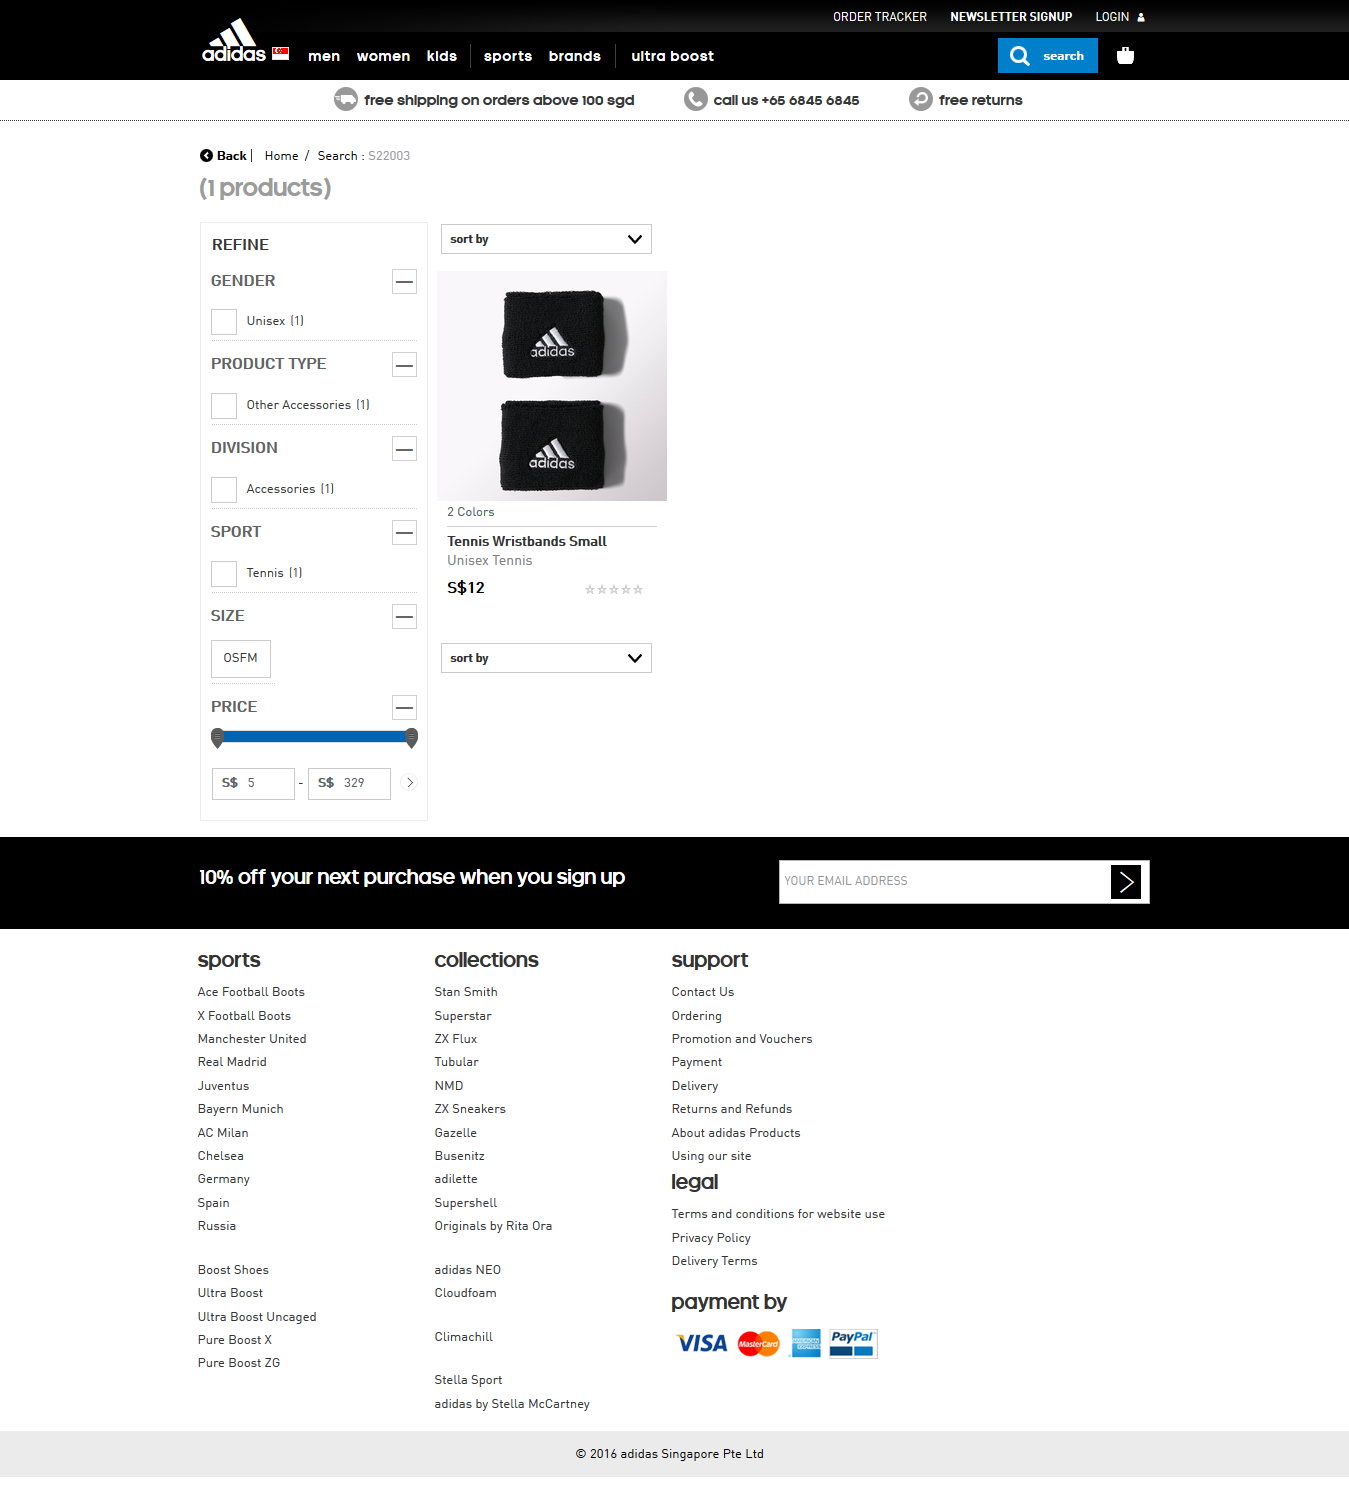 ORDER TRACKER NEWSLETTER SIGNUP LOGIN
adidas men women kids sports brands ultra boost search
free shipping on orders above 100 sgd call us +65 6845 6845 free returns
Back Home / Search : S22003
(1 products)
REFINE
GENDER
Unisex (1)
PRODUCT TYPE
Other Accessories (1)
DIVISION
Accessories (1)
SPORT
Tennis (1)
SIZE
OSFM
PRICE
S$ 5 - S$ 329
sort by
adidas
adidas
2 Colors
Tennis Wristbands Small
Unisex Tennis
S$12
sort by
10% off your next purchase when you sign up
YOUR EMAIL ADDRESS
sports
Ace Football Boots
X Football Boots
Manchester United
Real Madrid
Juventus
Bayern Munich
AC Milan
Chelsea
Germany
Spain
Russia
Boost Shoes
Ultra Boost
Ultra Boost Uncaged
Pure Boost X
Pure Boost ZG
collections
Stan Smith
Superstar
ZX Flux
Tubular
NMD
ZX Sneakers
Gazelle
Busenitz
adilette
Supershell
Originals by Rita Ora
adidas NEO
Cloudfoam
Climachill
Stella Sport
adidas by Stella McCartney
support
Contact Us
Ordering
Promotion and Vouchers
Payment
Delivery
Returns and Refunds
About adidas Products
Using our site
legal
Terms and conditions for website use
Privacy Policy
Delivery Terms
payment by
VISA MasterCard AMERICAN EXPRESS PayPal
© 2016 adidas Singapore Pte Ltd